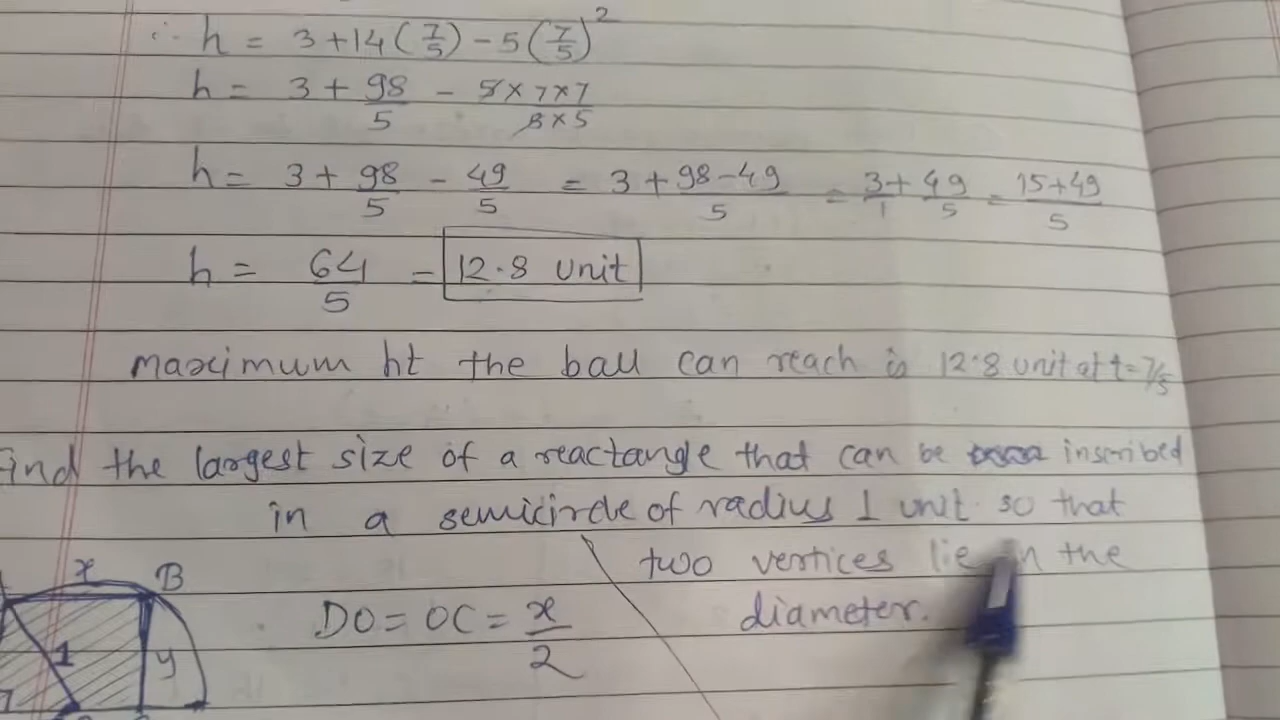 ∴ h = 3+14(7/5) - 5(7/5)²
h = 3 + 98/5 - 5×7×7/5×5
h = 3 + 98/5 - 49/5 = 3 + 98-49/5 = 3/1 + 49/5 = 15+49/5
h = 64/5 = 12.8 unit
maximum ht the ball can reach is 12.8 unit at t=7/5
find the largest size of a reactangle that can be inscribed
in a semicircle of radius 1 unit so that
two vertices lie in the
diameter.
x B
DO = OC = x/2
1 y